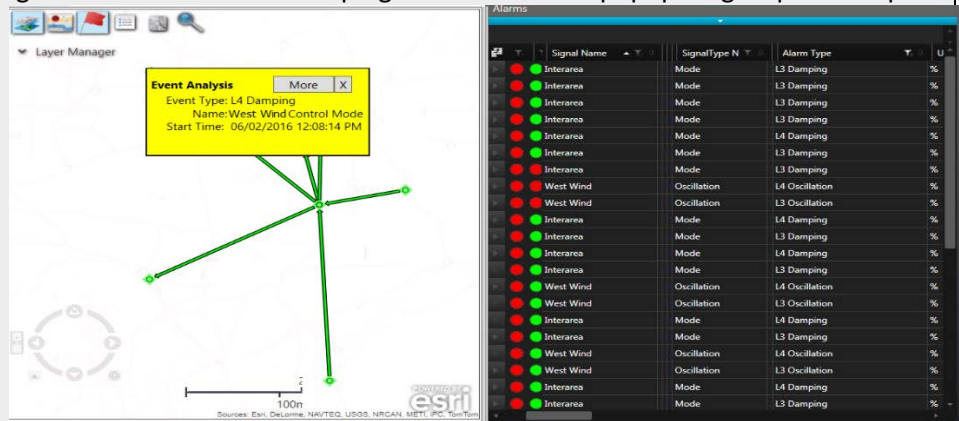 Layer Manager
Event Analysis More X
Event Type: L4 Damping
Name: West Wind Control Mode
Start Time: 06/02/2016 12:08:14 PM
100m
POWERED BY
esri
Sources: Esri, DeLorme, NAVTEQ, USGS, NRCAN, METI, iPC, TomTom
Alarms
Signal Name SignalType N Alarm Type U
Interarea Mode L3 Damping %
Interarea Mode L3 Damping %
Interarea Mode L3 Damping %
Interarea Mode L3 Damping %
Interarea Mode L4 Damping %
Interarea Mode L3 Damping %
Interarea Mode L3 Damping %
West Wind Oscillation L4 Oscillation %
West Wind Oscillation L3 Oscillation %
Interarea Mode L4 Damping %
Interarea Mode L3 Damping %
Interarea Mode L4 Damping %
Interarea Mode L3 Damping %
West Wind Oscillation L4 Oscillation %
West Wind Oscillation L3 Oscillation %
Interarea Mode L4 Damping %
Interarea Mode L3 Damping %
West Wind Oscillation L4 Oscillation %
West Wind Oscillation L3 Oscillation %
Interarea Mode L4 Damping %
Interarea Mode L3 Damping %